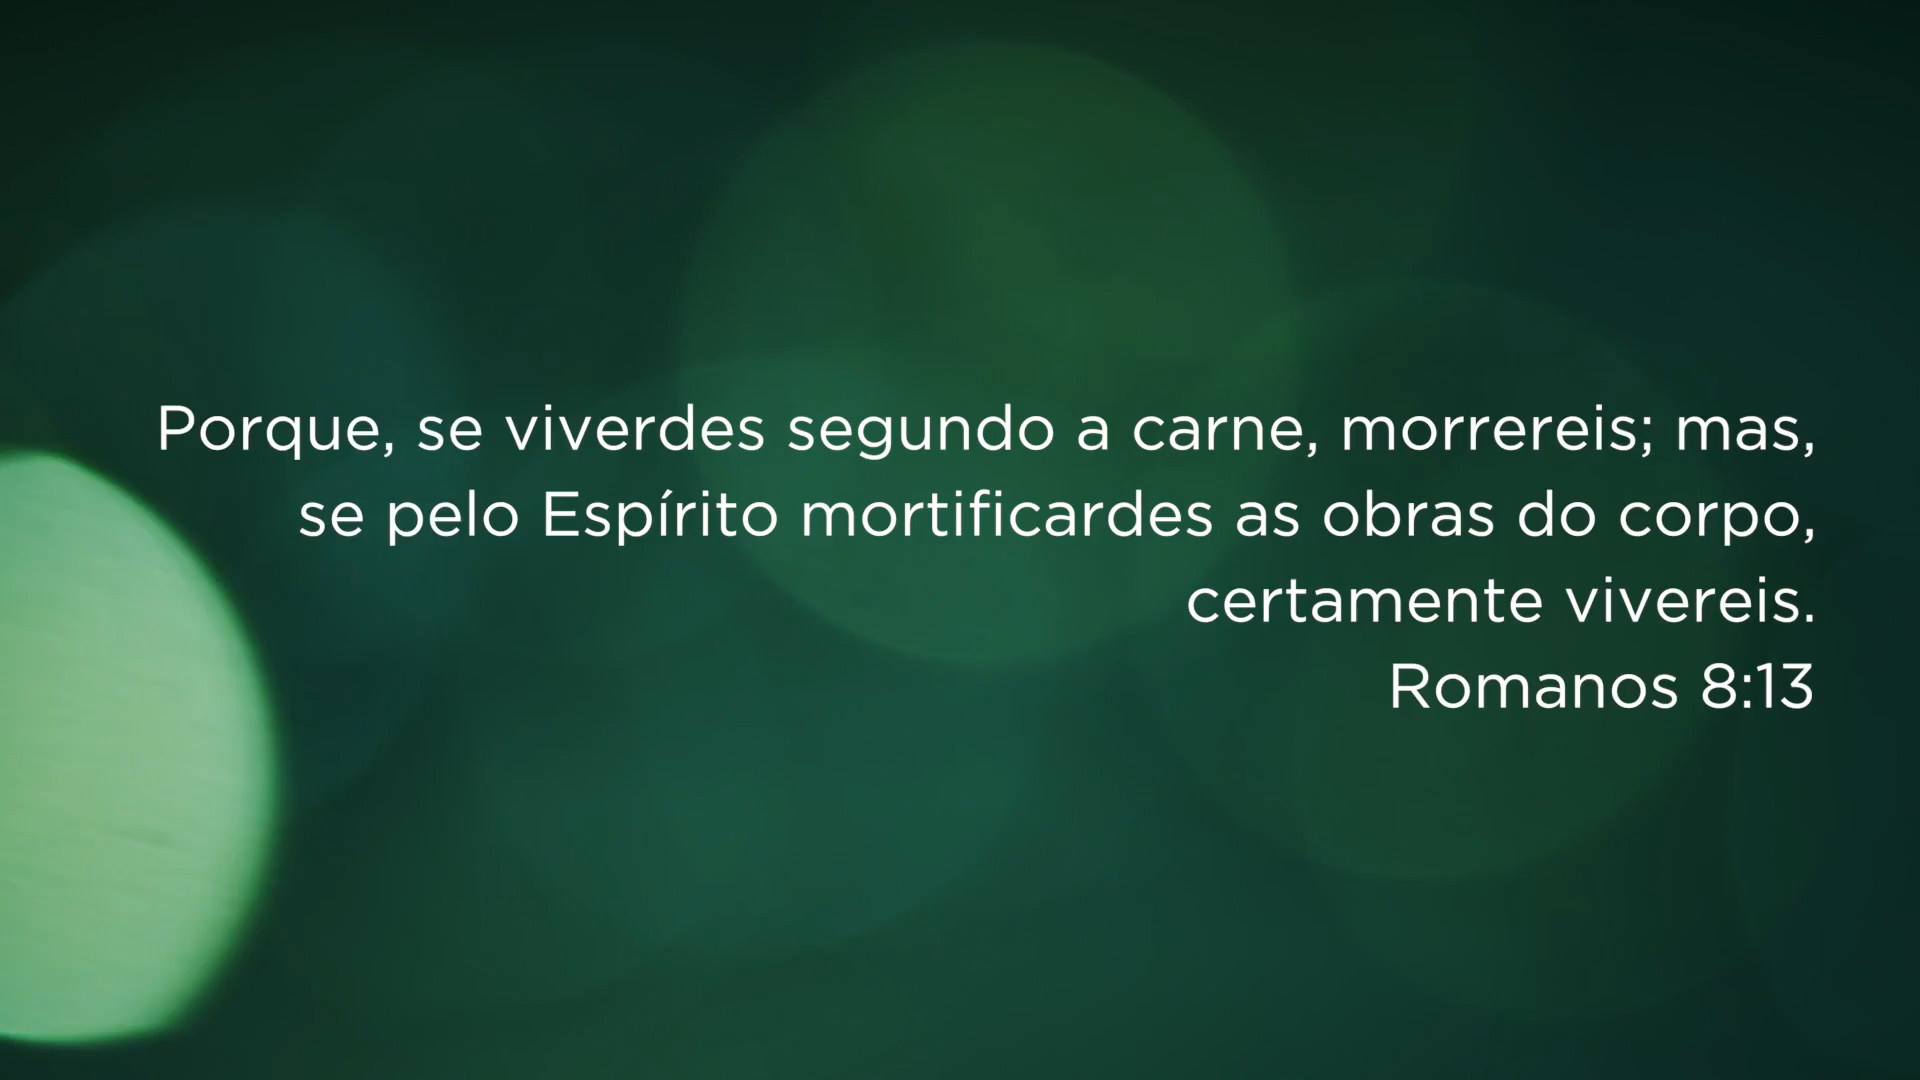 Porque, se viverdes segundo a carne, morrereis; mas,
se pelo Espírito mortificardes as obras do corpo,
certamente vivereis.
Romanos 8:13